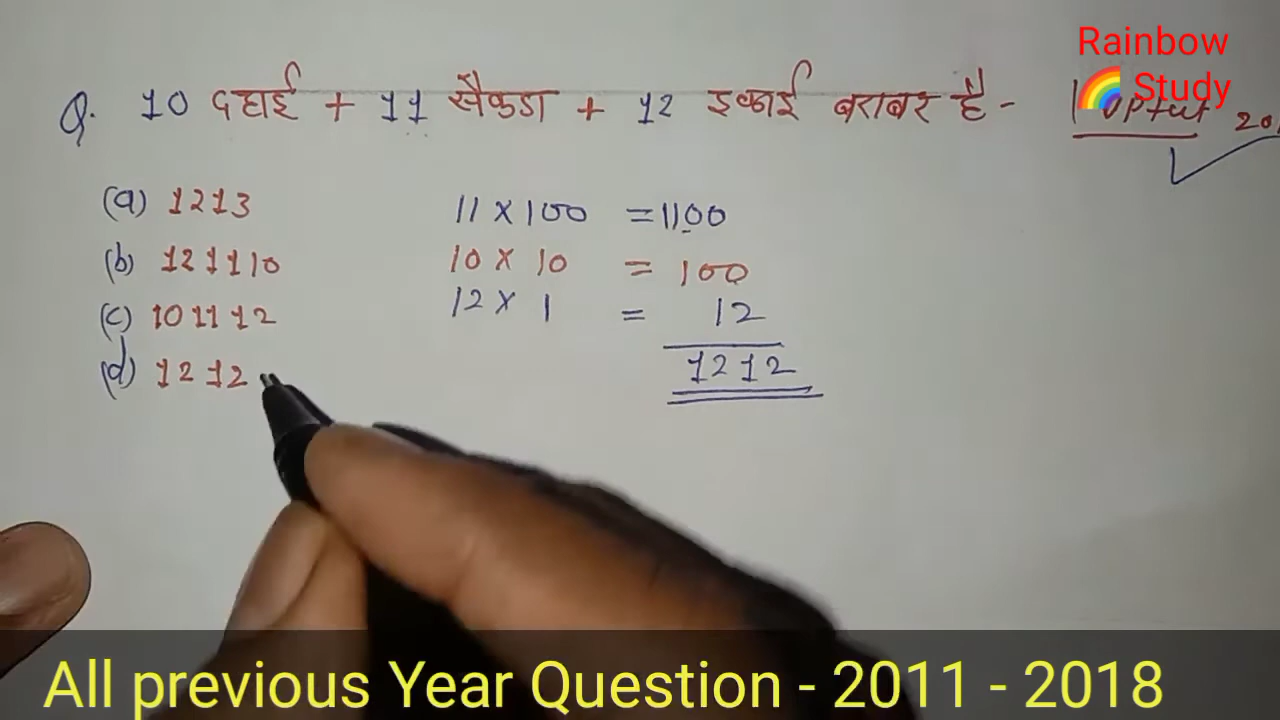 Rainbow
🌈 Study
Q. 10 दहाई + 11 सैकडा + 12 इकाई बराबर है -
(a) 1213
(b) 121110
(c) 101112
(d) 1212
11 × 100 = 1100
10 × 10 = 100
12 × 1 = 12
1212
All previous Year Question - 2011 - 2018